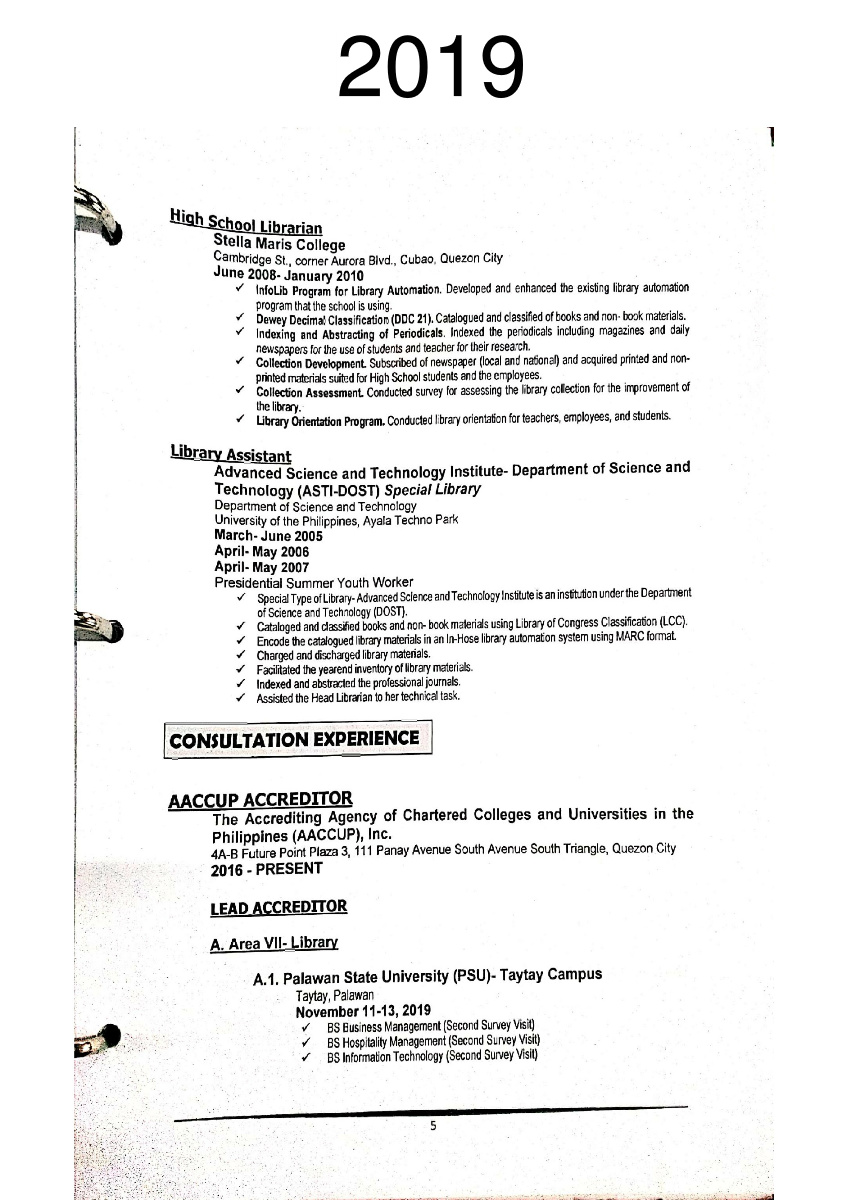 2019
High School Librarian
Stella Maris College
Cambridge St., corner Aurora Blvd., Cubao, Quezon City
June 2008- January 2010
✓ InfoLib Program for Library Automation. Developed and enhanced the existing library automation
program that the school is using.
✓ Dewey Decimal Classification (DDC 21). Catalogued and classified of books and non- book materials.
✓ Indexing and Abstracting of Periodicals. Indexed the periodicals including magazines and daily
newspapers for the use of students and teacher for their research.
✓ Collection Development. Subscribed of newspaper (local and national) and acquired printed and non-
printed materials suited for High School students and the employees.
✓ Collection Assessment. Conducted survey for assessing the library collection for the improvement of
the library.
✓ Library Orientation Program. Conducted library orientation for teachers, employees, and students.
Library Assistant
Advanced Science and Technology Institute- Department of Science and
Technology (ASTI-DOST) Special Library
Department of Science and Technology
University of the Philippines, Ayala Techno Park
March- June 2005
April- May 2006
April- May 2007
Presidential Summer Youth Worker
✓ Special Type of Library- Advanced Science and Technology Institute is an institution under the Department
of Science and Technology (DOST).
✓ Cataloged and classified books and non- book materials using Library of Congress Classification (LCC).
✓ Encode the catalogued library materials in an In-Hose library automation system using MARC format.
✓ Charged and discharged library materials.
✓ Facilitated the yearend inventory of library materials.
✓ Indexed and abstracted the professional journals.
✓ Assisted the Head Librarian to her technical task.
CONSULTATION EXPERIENCE
AACCUP ACCREDITOR
The Accrediting Agency of Chartered Colleges and Universities in the
Philippines (AACCUP), Inc.
4A-B Future Point Plaza 3, 111 Panay Avenue South Avenue South Triangle, Quezon City
2016 - PRESENT
LEAD ACCREDITOR
A. Area VII- Library
A.1. Palawan State University (PSU)- Taytay Campus
Taytay, Palawan
November 11-13, 2019
✓ BS Business Management (Second Survey Visit)
✓ BS Hospitality Management (Second Survey Visit)
✓ BS Information Technology (Second Survey Visit)
5